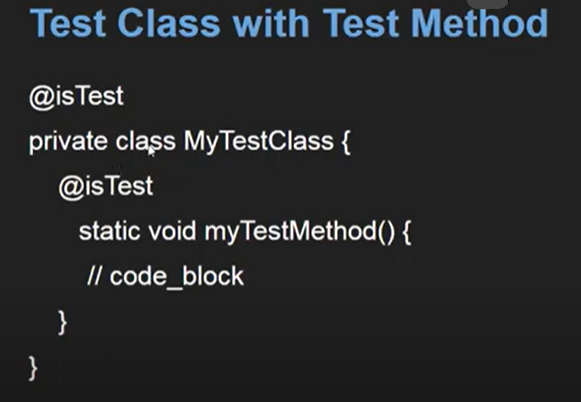 Test Class with Test Method
@isTest
private class MyTestClass {
@isTest
static void myTestMethod() {
// code_block
}
}